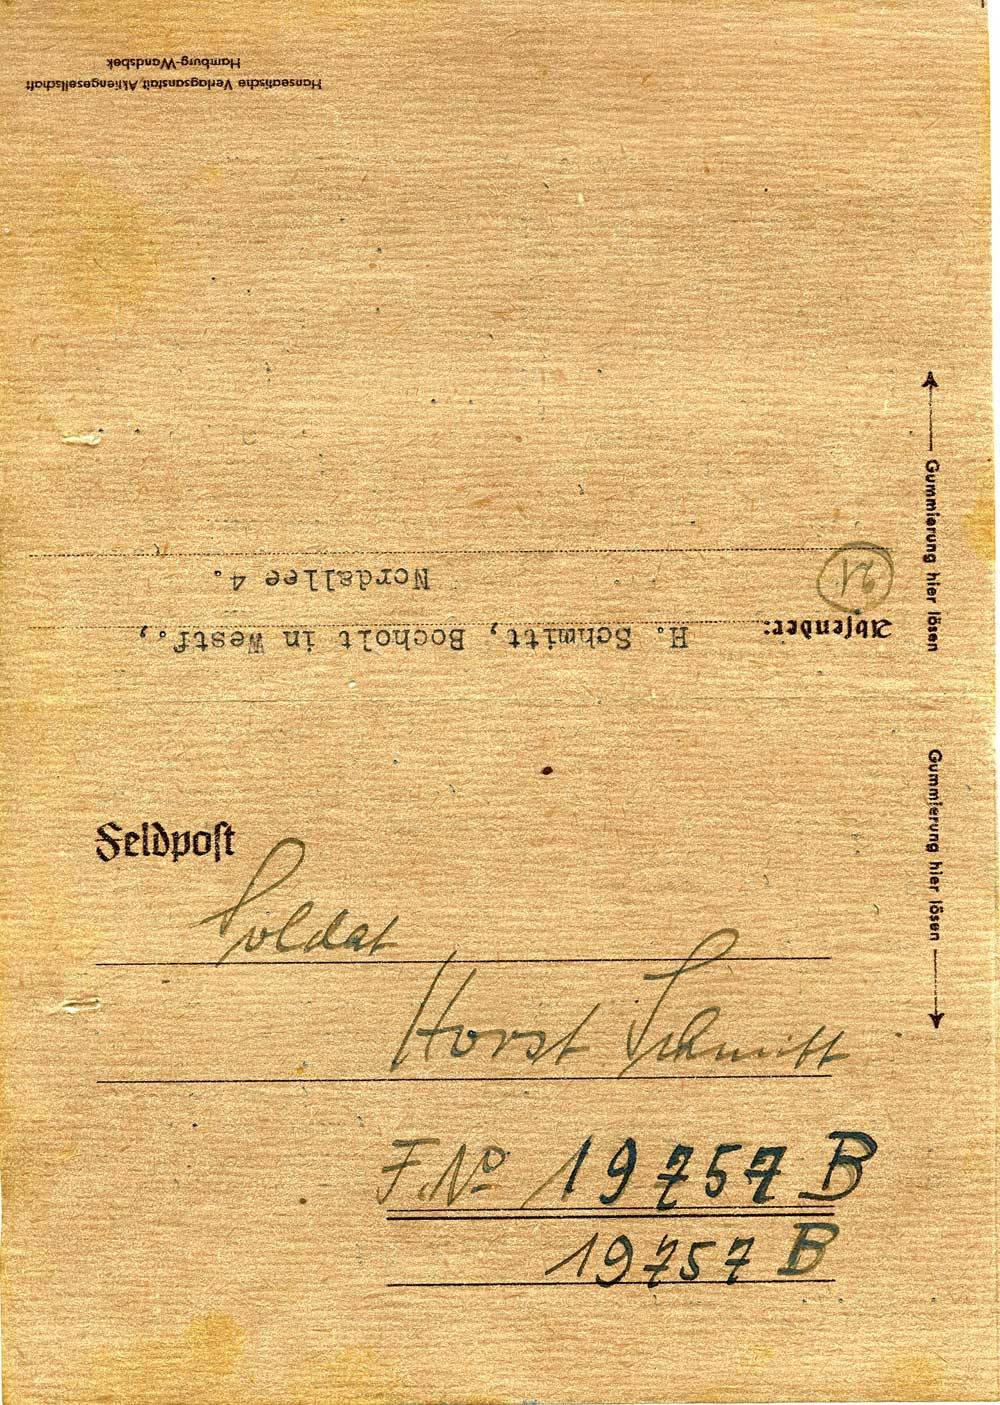 Hanseatische Verlagsanstalt Aktiengesellschaft
Hamburg-Wandsbek
Gummierung hier lösen
Absender: H. Schmitt, Bocholt in Westf.,
Nordallee 4.
21
Gummierung hier lösen
Feldpost
Soldat
Horst Schmitt
F. No 19757 B
19757 B